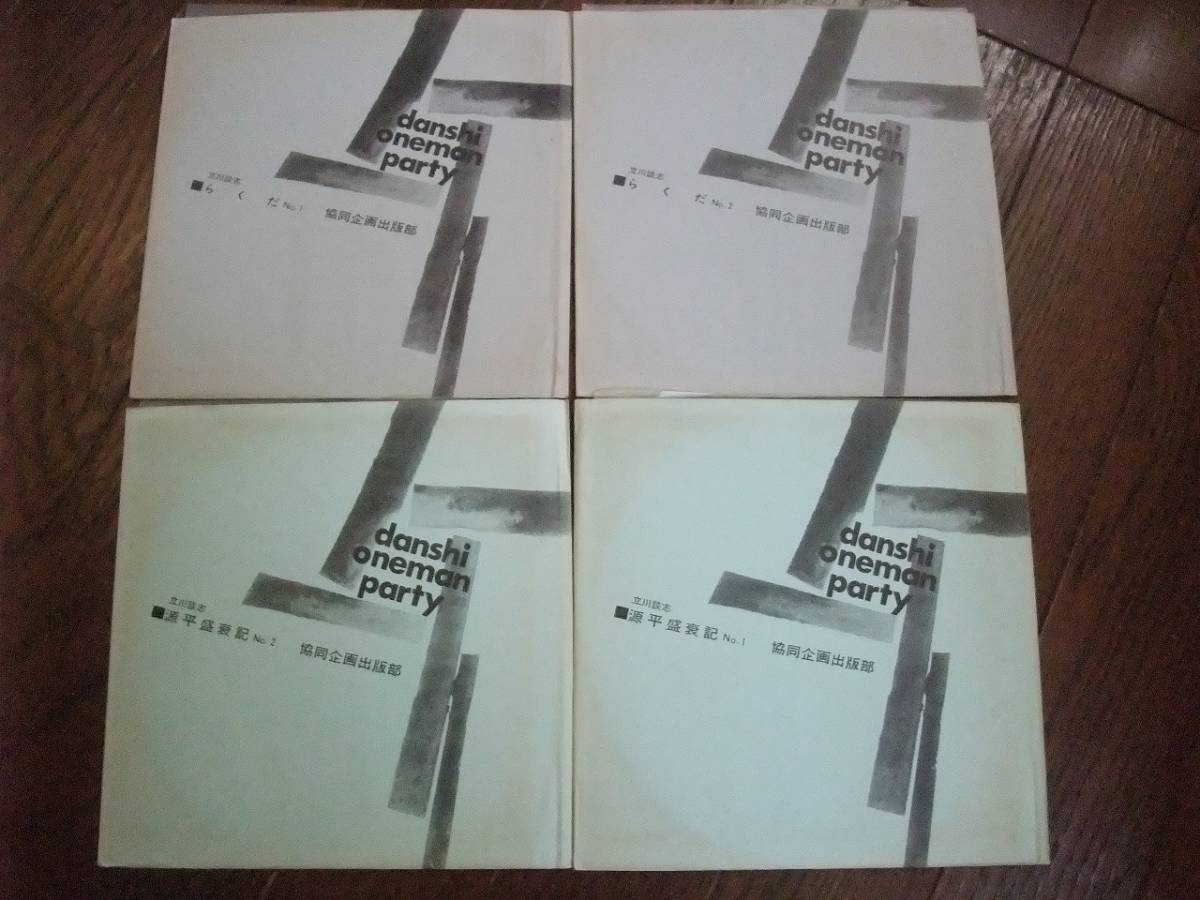 danshi
oneman
party
立川談志
■らくだ No.1 協同企画出版部
danshi
oneman
party
立川談志
■らくだ No.2 協同企画出版部
danshi
oneman
party
立川談志
■源平盛衰記 No.2 協同企画出版部
danshi
oneman
party
立川談志
■源平盛衰記 No.1 協同企画出版部